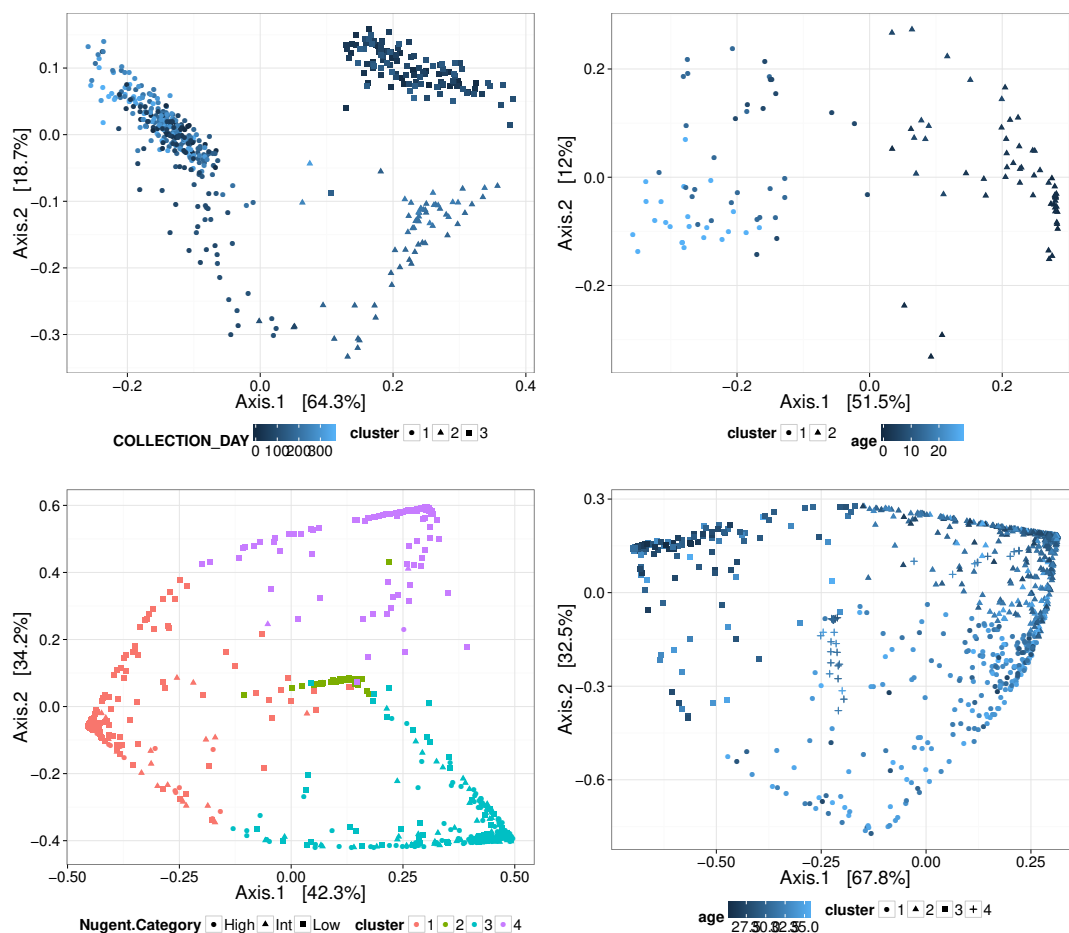 0.1
0.0
−0.1
−0.2
−0.3
Axis.2 [18.7%]
−0.2 0.0 0.2 0.4
Axis.1 [64.3%]
COLLECTION_DAY
0 100200300
cluster 1 2 3
0.2
0.0
−0.2
Axis.2 [12%]
−0.2 0.0 0.2
Axis.1 [51.5%]
cluster 1 2
age
0 10 20
0.6
0.4
0.2
0.0
−0.2
−0.4
Axis.2 [34.2%]
−0.50 −0.25 0.00 0.25 0.50
Axis.1 [42.3%]
Nugent.Category High Int Low cluster 1 2 3 4
0.3
0.0
−0.3
−0.6
Axis.2 [32.5%]
−0.50 −0.25 0.00 0.25
Axis.1 [67.8%]
age
27.530.032.535.0
cluster 1 2 3 4